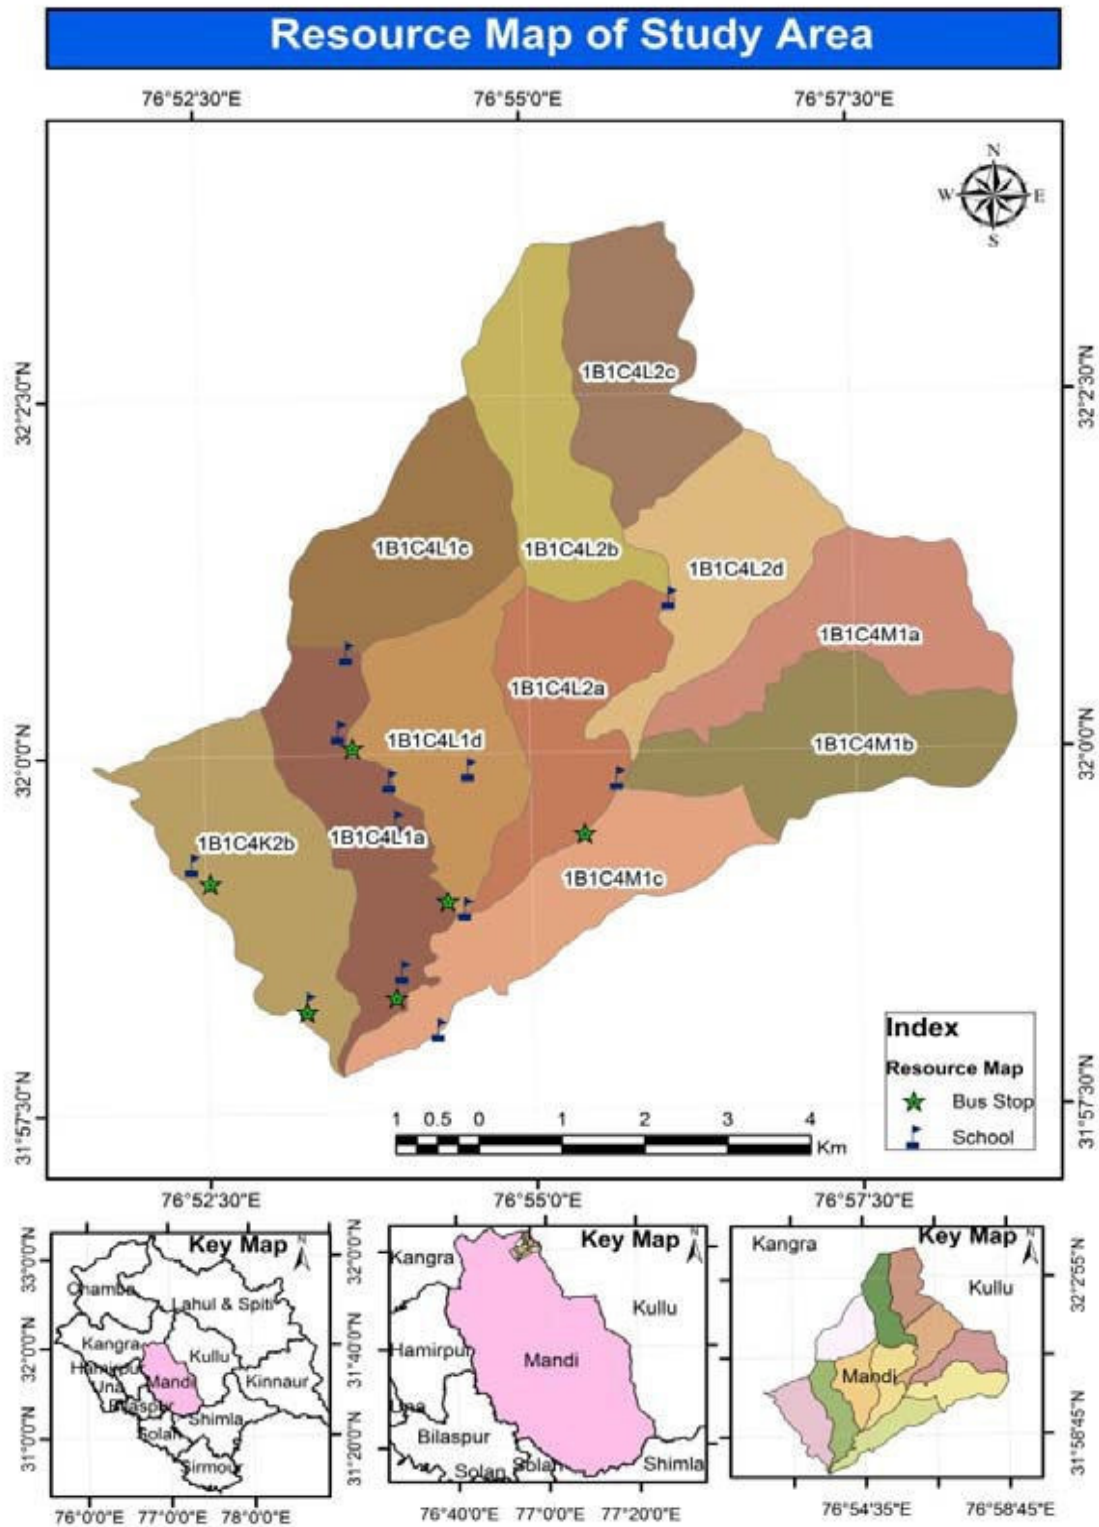 Resource Map of Study Area
76°52'30"E 76°55'0"E 76°57'30"E
N
W E
S
32°2'30"N 32°2'30"N
1B1C4L2c
1B1C4L1c 1B1C4L2b
1B1C4L2d
1B1C4M1a
1B1C4L2a
1B1C4L1d 1B1C4M1b
32°0'0"N 32°0'0"N
1B1C4K2b 1B1C4L1a
1B1C4M1c
31°57'30"N 31°57'30"N
Index
Resource Map
Bus Stop
School
1 0.5 0 1 2 3 4
Km
76°52'30"E 76°55'0"E 76°57'30"E
Key Map
N
Chamba
Lahul & Spiti
Kangra
Kullu
Hamirpur
Una
Mandi
Kinnaur
Bilaspur
Shimla
Solan
Sirmour
33°0'0"N
32°0'0"N
31°0'0"N
76°0'0"E 77°0'0"E 78°0'0"E
Key Map
N
Kangra
Kullu
Hamirpur
Mandi
Una
Bilaspur
Solan Solan Shimla
32°0'0"N
31°40'0"N
31°20'0"N
76°40'0"E 77°0'0"E 77°20'0"E
Key Map
N
Kangra
Kullu
Mandi
32°2'55"N
31°58'45"N
76°54'35"E 76°58'45"E